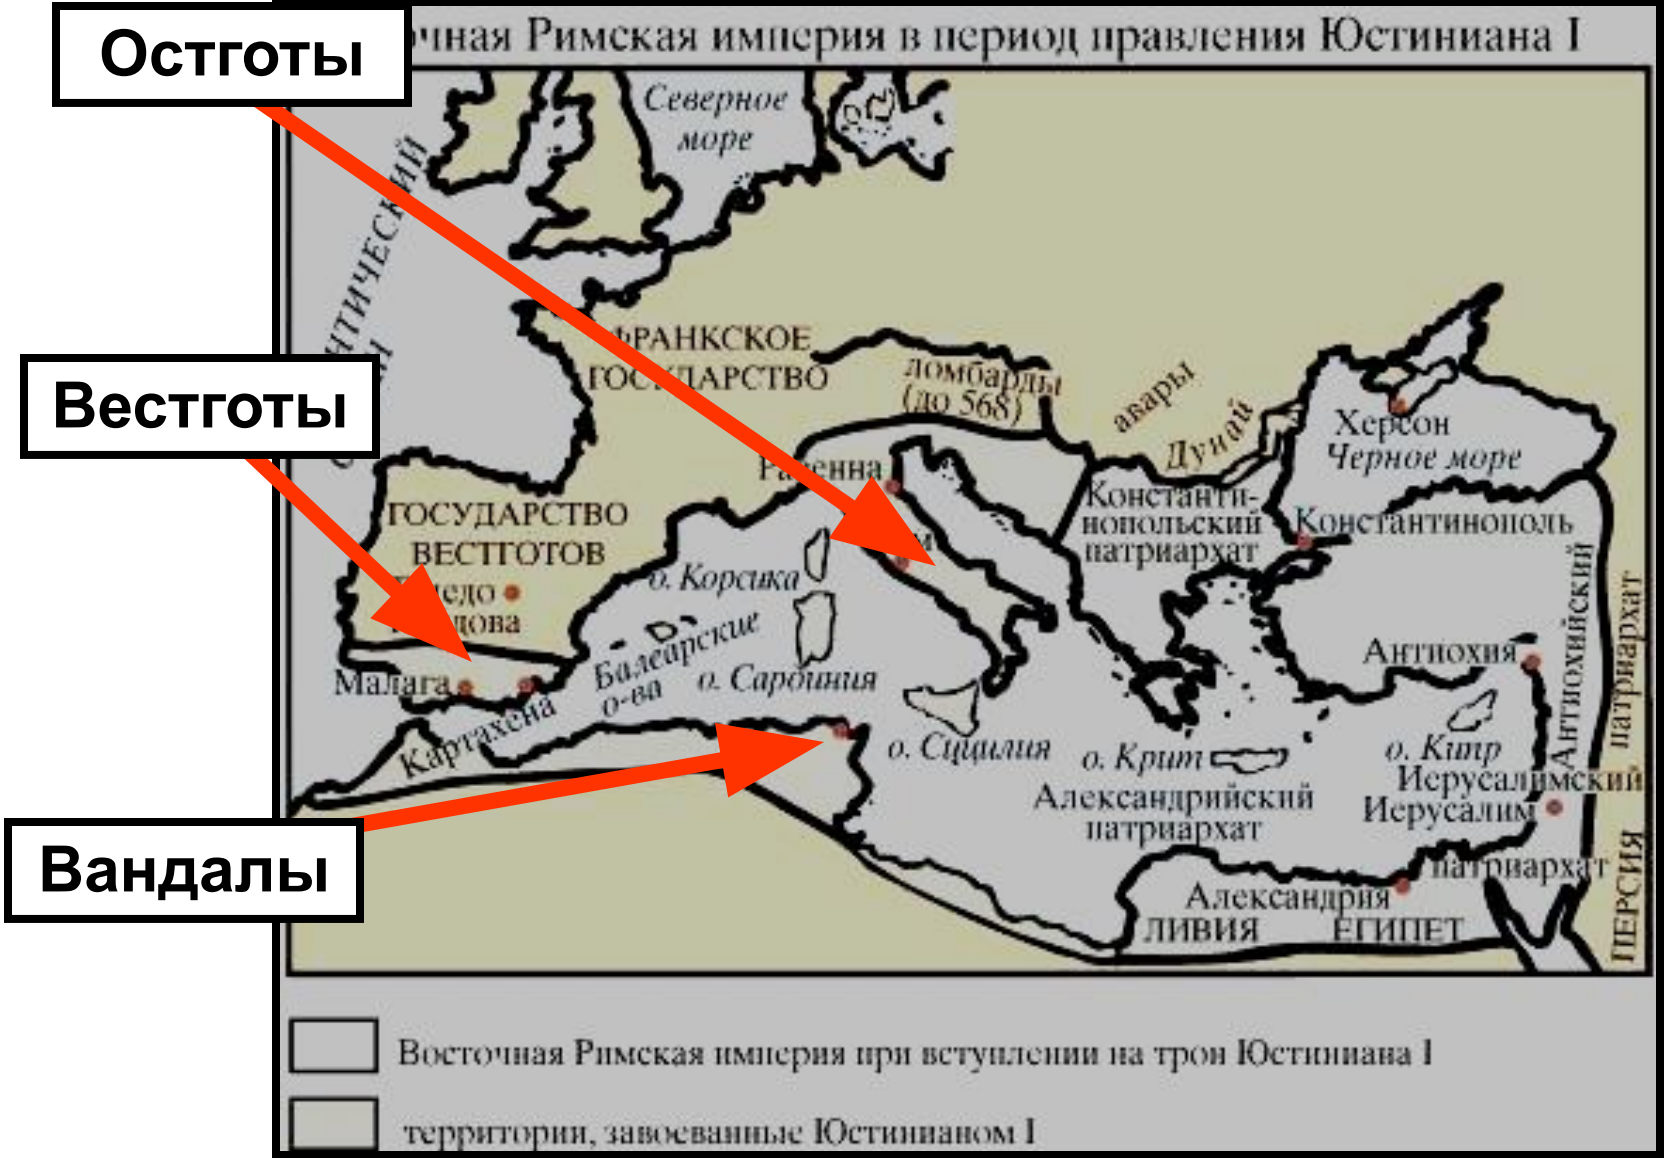 Остготы
чная Римская империя в период правления Юстиниана I
Северное
море
Вестготы
ФРАНКСКОЕ
ГОСУДАРСТВО
ломбарды
(до 568)
авары
Дунай
Херсон
Черное море
Равенна
ГОСУДАРСТВО
ВЕСТГОТОВ
Константи-
нопольский
патриархат
Константинополь
о. Корсика
Балеарские
о-ва
о. Сардиния
Малага
Картахена
Антиохия
Антиохийский
патриархат
о. Сицилия
о. Крит
о. Кипр
Иерусалимский
Иерусалим
патриархат
Александрийский
патриархат
Александрия
ЛИВИЯ
ЕГИПЕТ
ПЕРСИЯ
Вандалы
Восточная Римская империя при вступлении на трон Юстиниана I
территории, завоеванные Юстинианом I